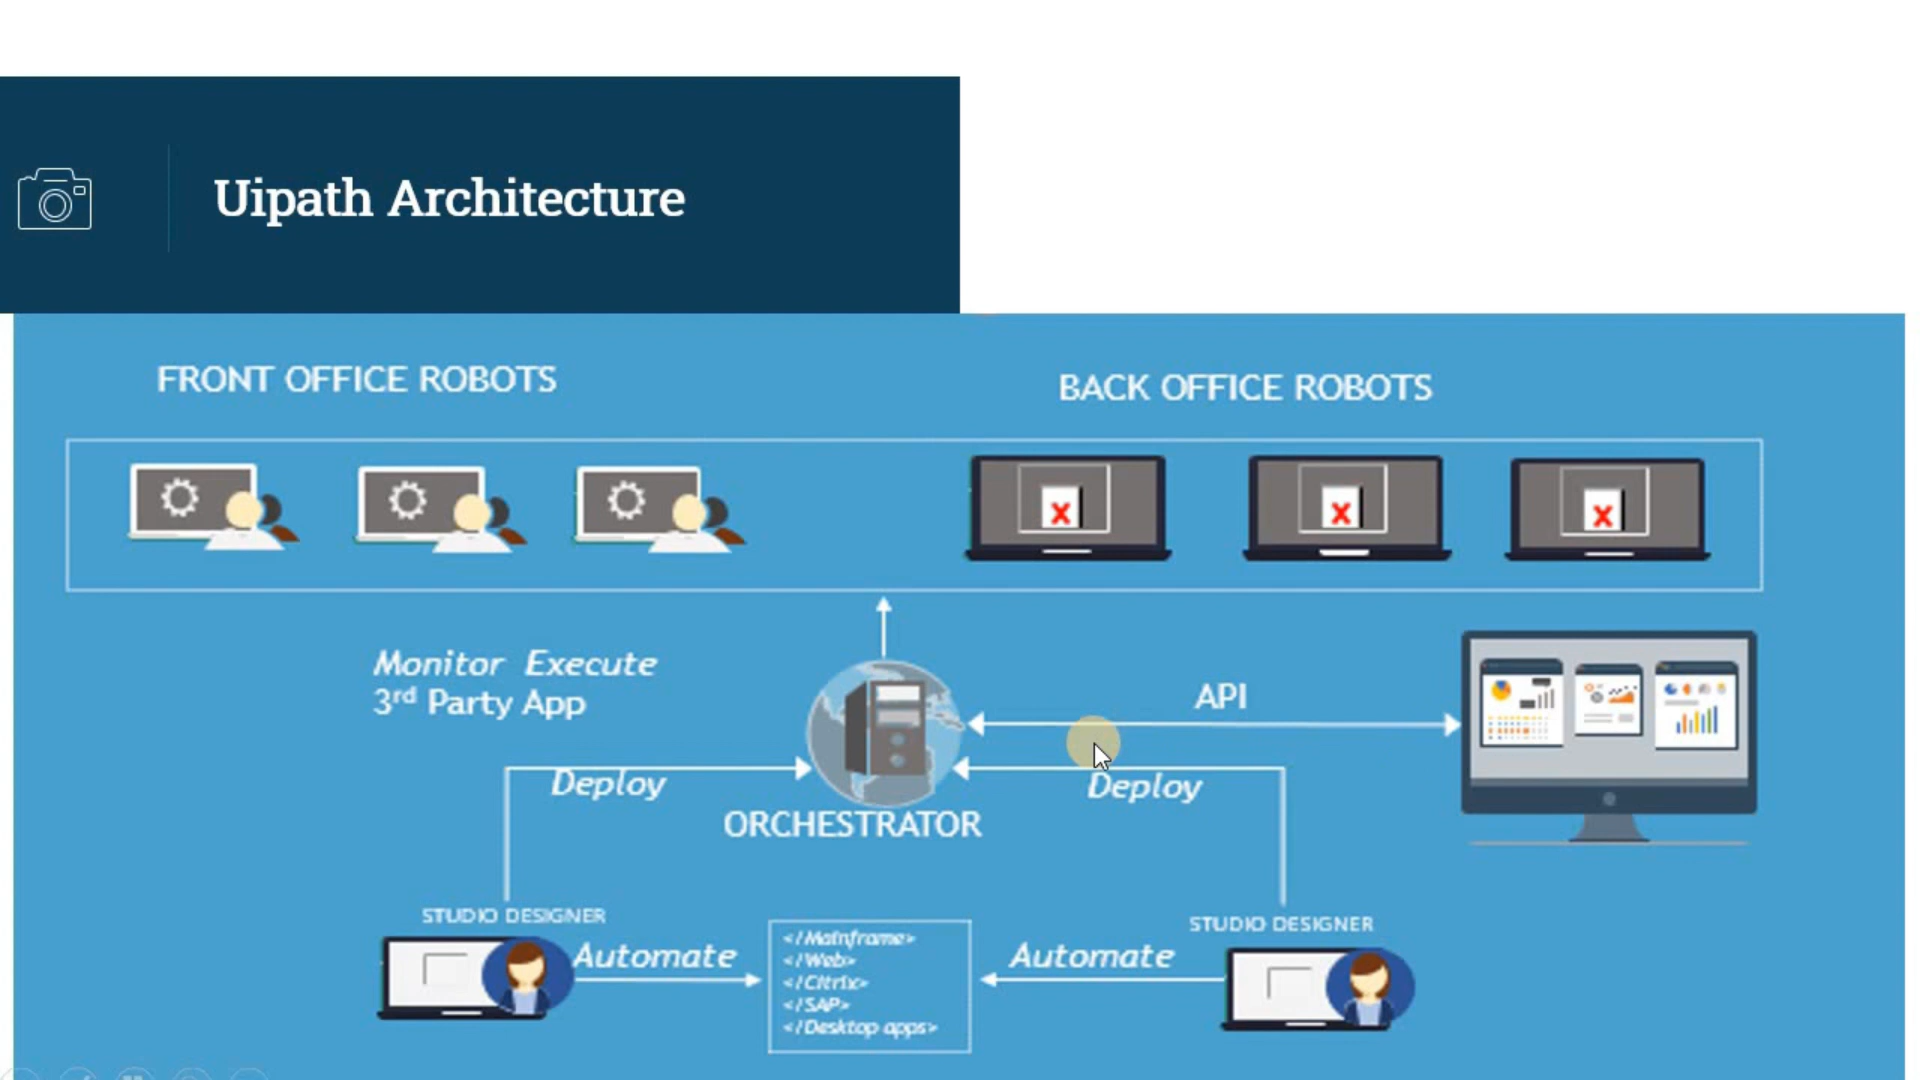 Uipath Architecture
FRONT OFFICE ROBOTS
BACK OFFICE ROBOTS
X
X
X
Monitor Execute
3rd Party App
API
Deploy
Deploy
ORCHESTRATOR
STUDIO DESIGNER
STUDIO DESIGNER
Automate
Automate
</Mainframe>
</Web>
</Citrix>
</SAP>
</Desktop apps>